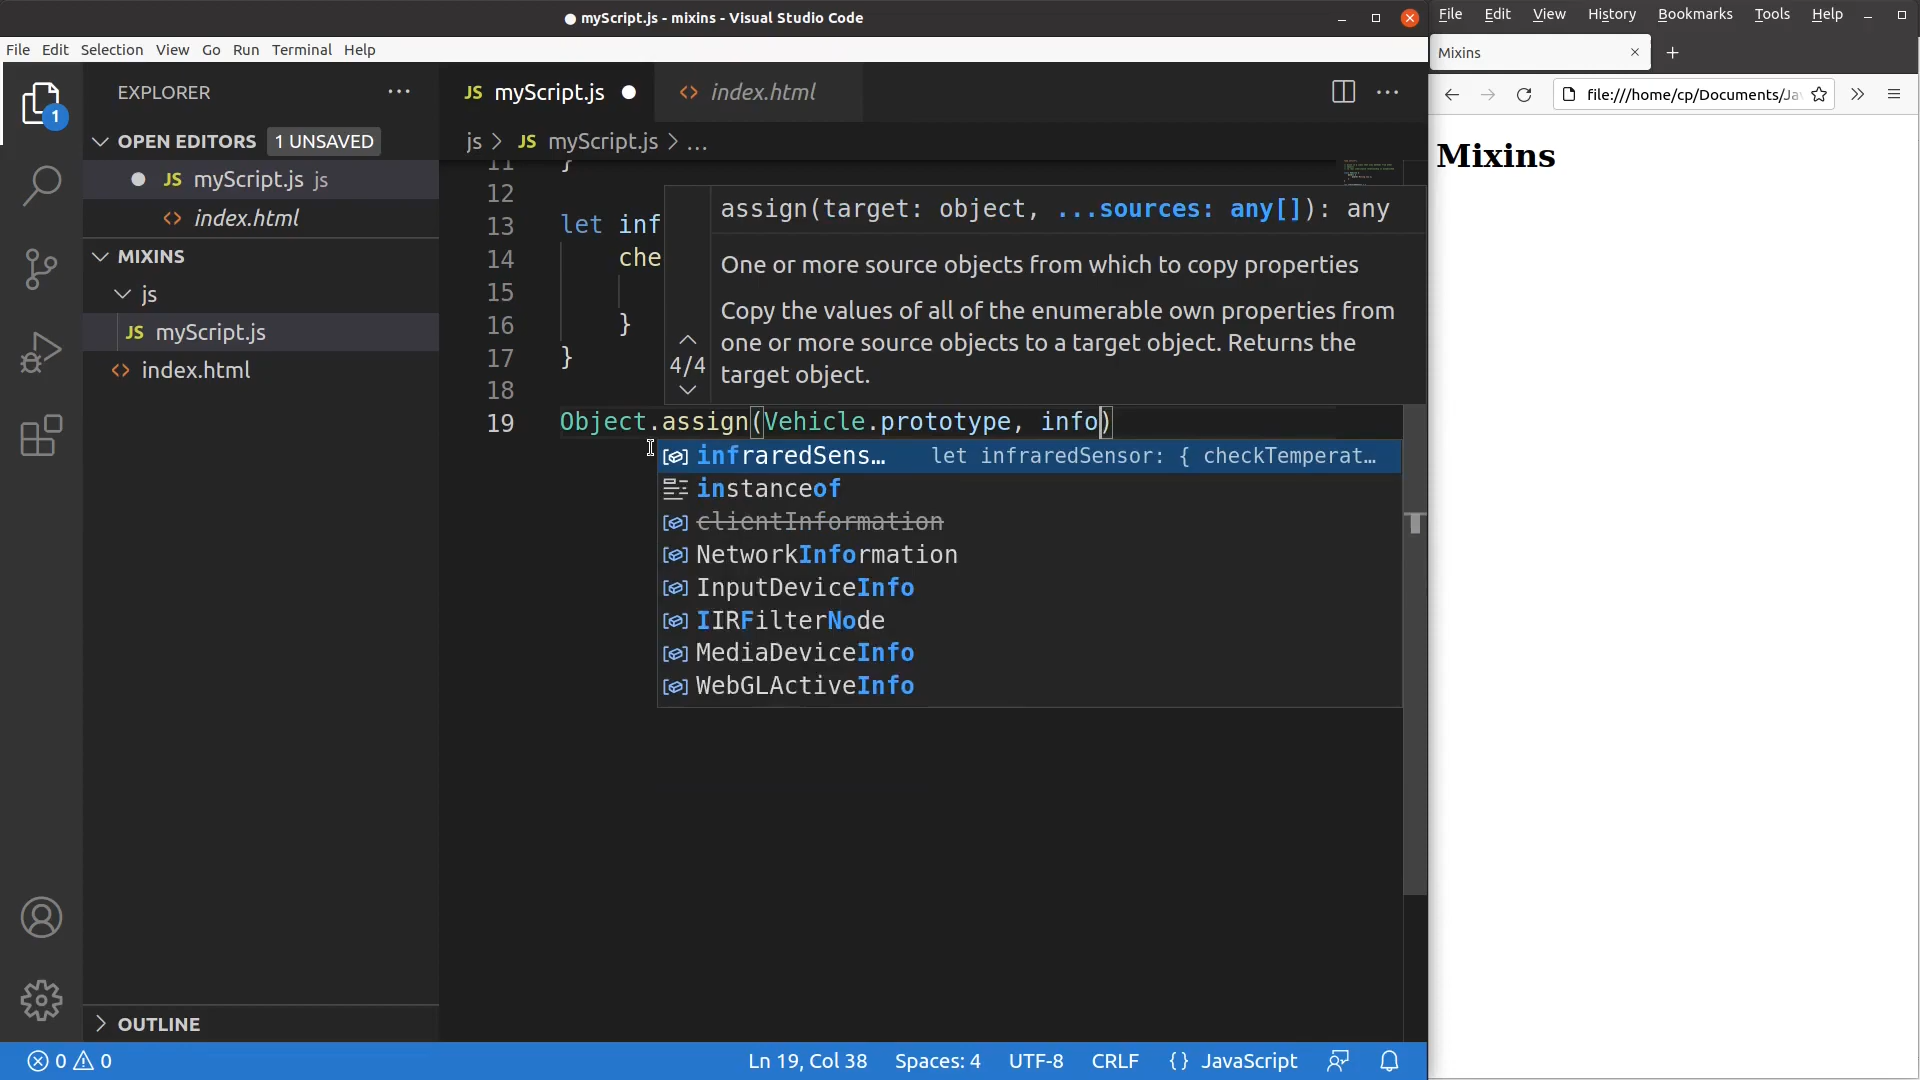 ● myScript.js - mixins - Visual Studio Code
File Edit Selection View Go Run Terminal Help
EXPLORER ...
OPEN EDITORS 1 UNSAVED
● JS myScript.js js
<> index.html
MIXINS
js
JS myScript.js
<> index.html
OUTLINE
1
JS myScript.js ● <> index.html ...
js > JS myScript.js > ...
11 }
12
13 let inf
14 che
15
16 }
17 }
18
19 Object.assign(Vehicle.prototype, info)
assign(target: object, ...sources: any[]): any
One or more source objects from which to copy properties
Copy the values of all of the enumerable own properties from
one or more source objects to a target object. Returns the
target object.
4/4
infraredSens... let infraredSensor: { checkTemperat...
instanceof
clientInformation
NetworkInformation
InputDeviceInfo
IIRFilterNode
MediaDeviceInfo
WebGLActiveInfo
0 0 Ln 19, Col 38 Spaces: 4 UTF-8 CRLF {} JavaScript
File Edit View History Bookmarks Tools Help
Mixins × +
file:///home/cp/Documents/Ja
Mixins